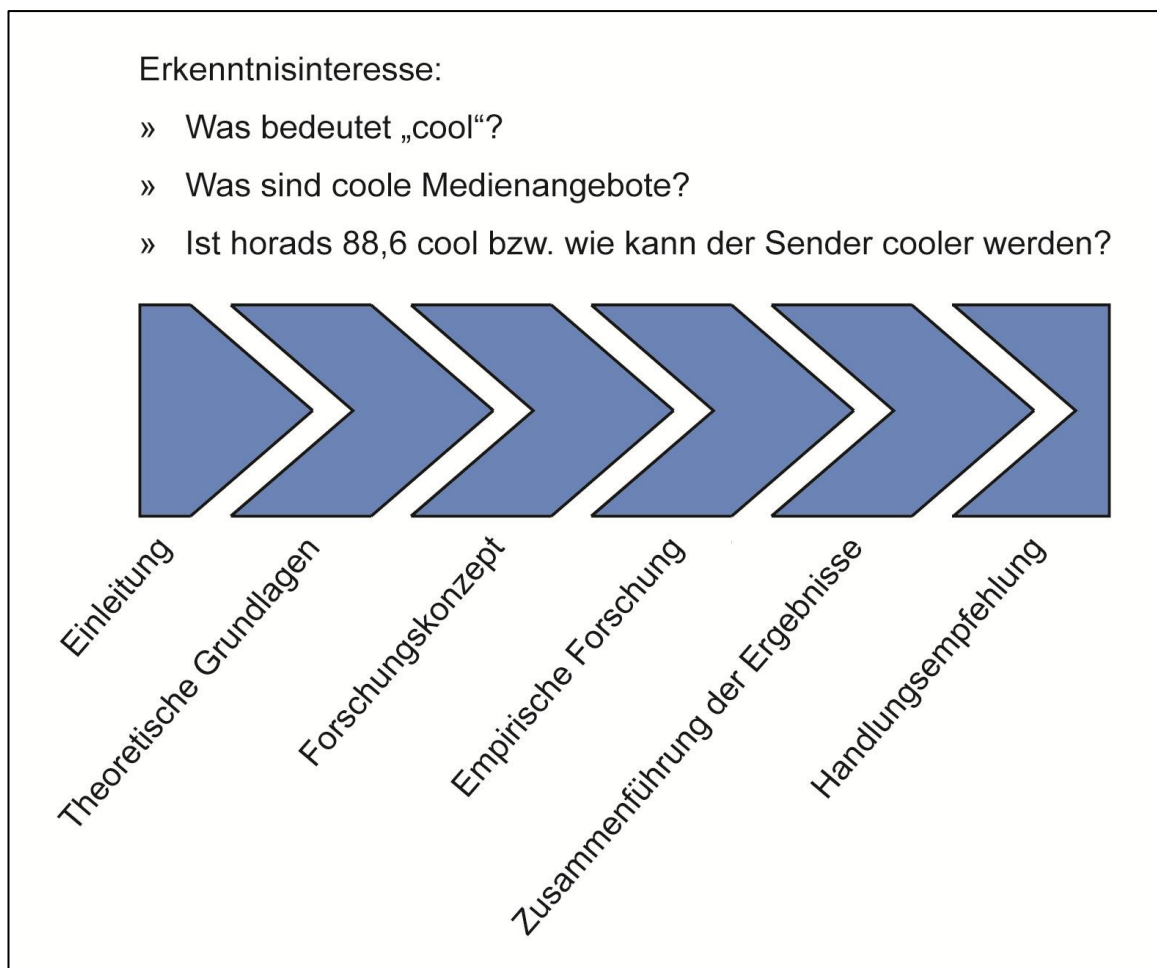 Erkenntnisinteresse:
» Was bedeutet „cool“?
» Was sind coole Medienangebote?
» Ist horads 88,6 cool bzw. wie kann der Sender cooler werden?
Einleitung
Theoretische Grundlagen
Forschungskonzept
Empirische Forschung
Zusammenführung der Ergebnisse
Handlungsempfehlung